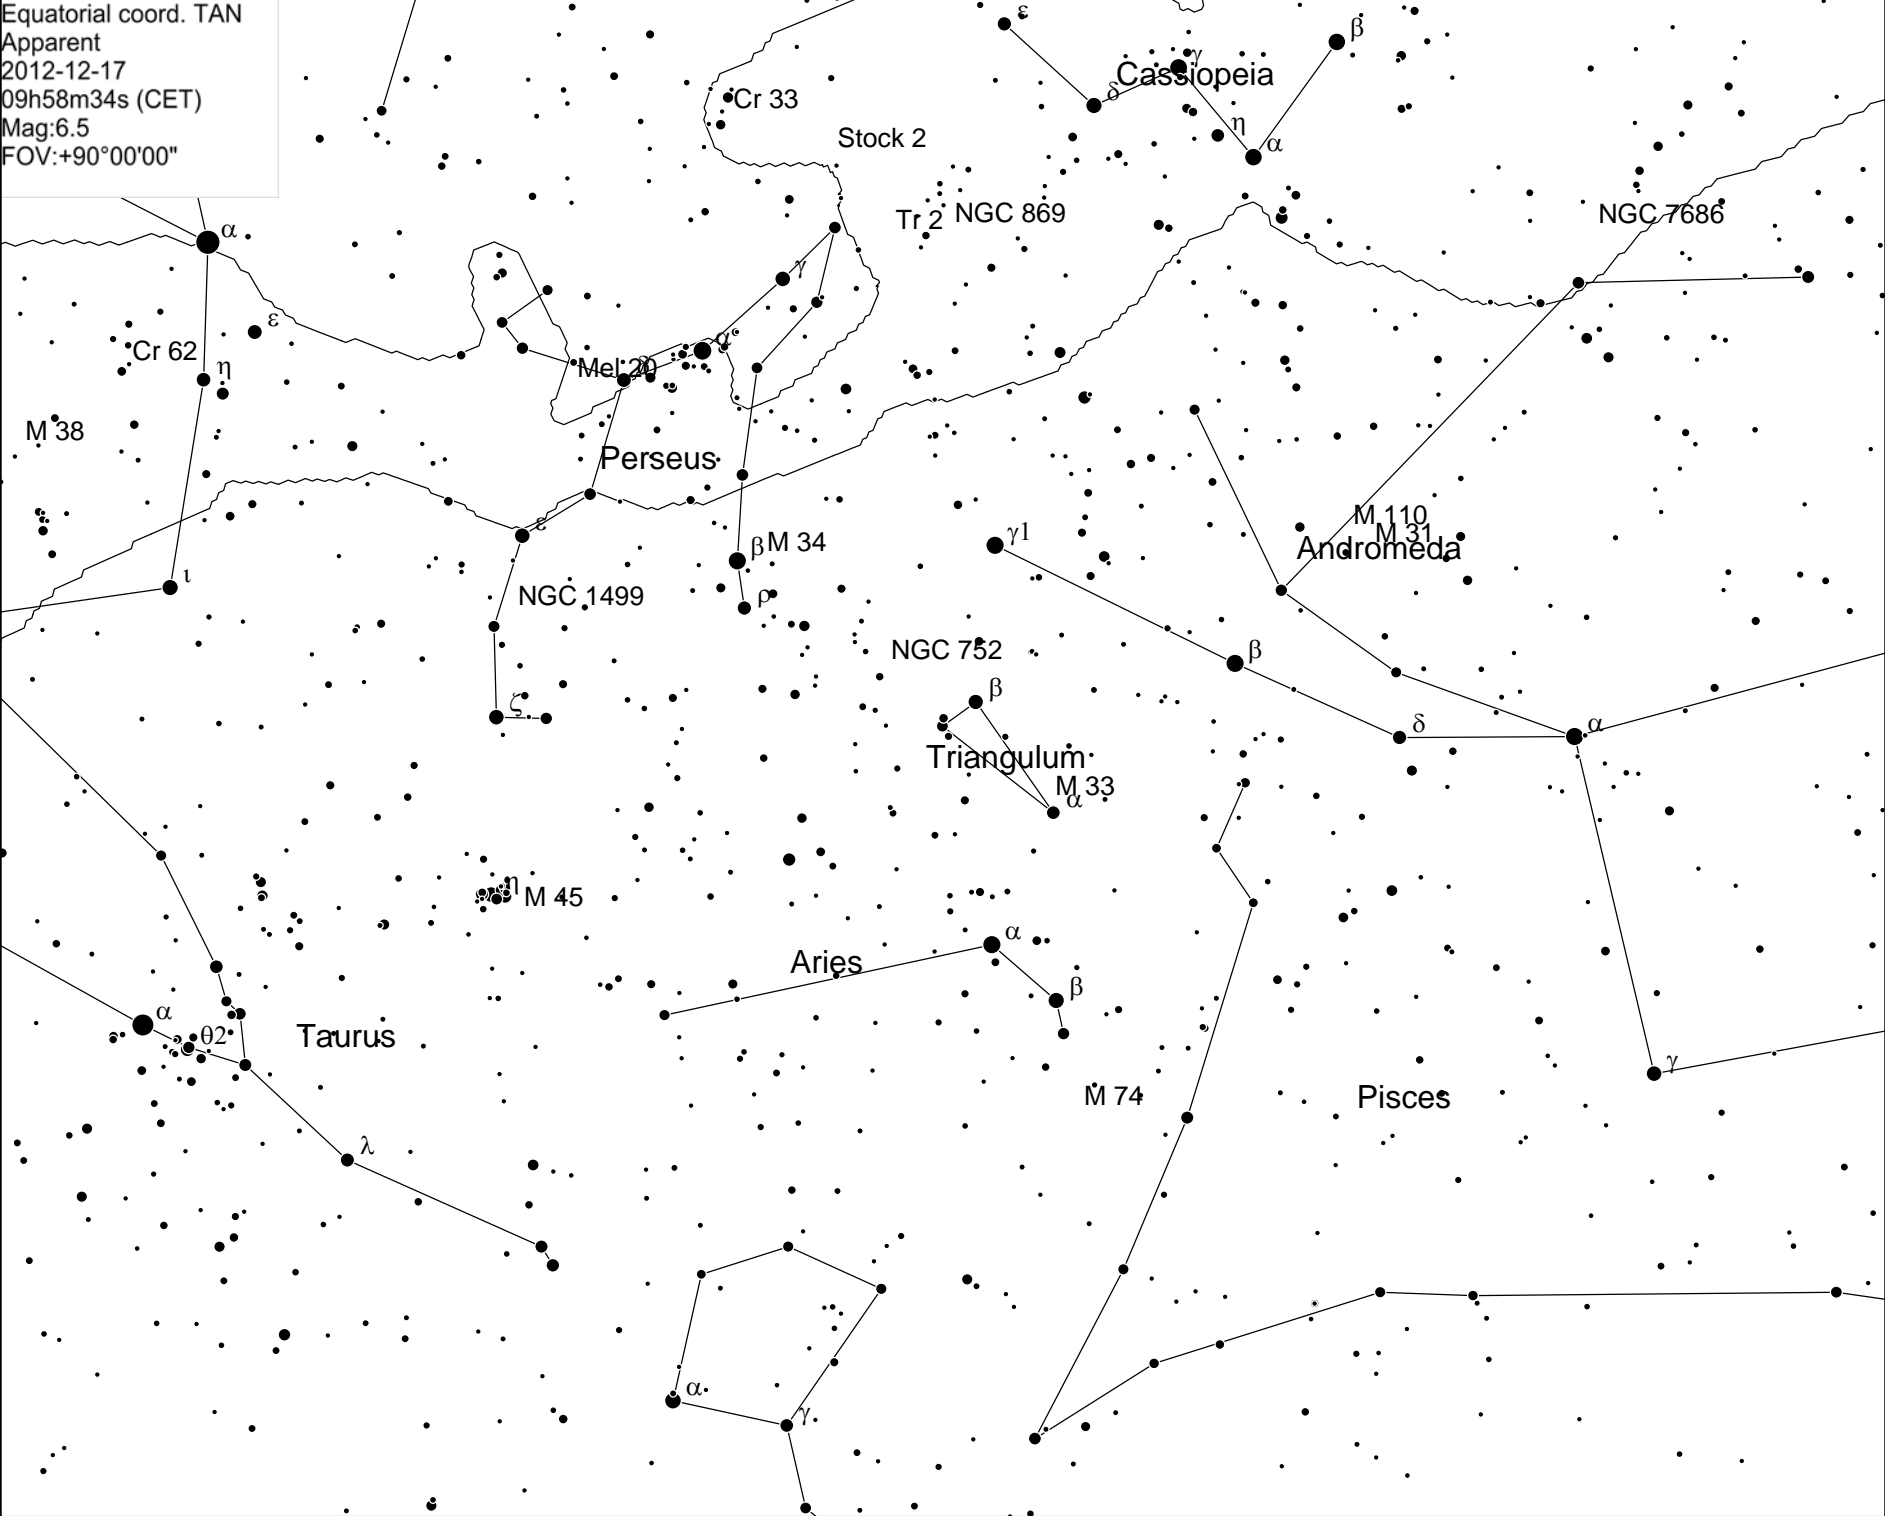 Equatorial coord. TAN
Apparent
2012-12-17
09h58m34s (CET)
Mag:6.5
FOV:+90°00'00"
ε
β
γ
Cassiopeia
δ
Cr 33
η
Stock 2
α
Tr 2
NGC 869
NGC 7686
α
γ
ε
α
Cr 62
η
Mel 20
δ
M 38
Perseus
M 110
M 31
ε
γ1
β
M 34
Andromeda
ι
NGC 1499
ρ
NGC 752
β
β
ζ
δ
α
Triangulum
M 33
α
η
M 45
α
Aries
β
α
θ2
Taurus
γ
M 74
Pisces
λ
α
γ